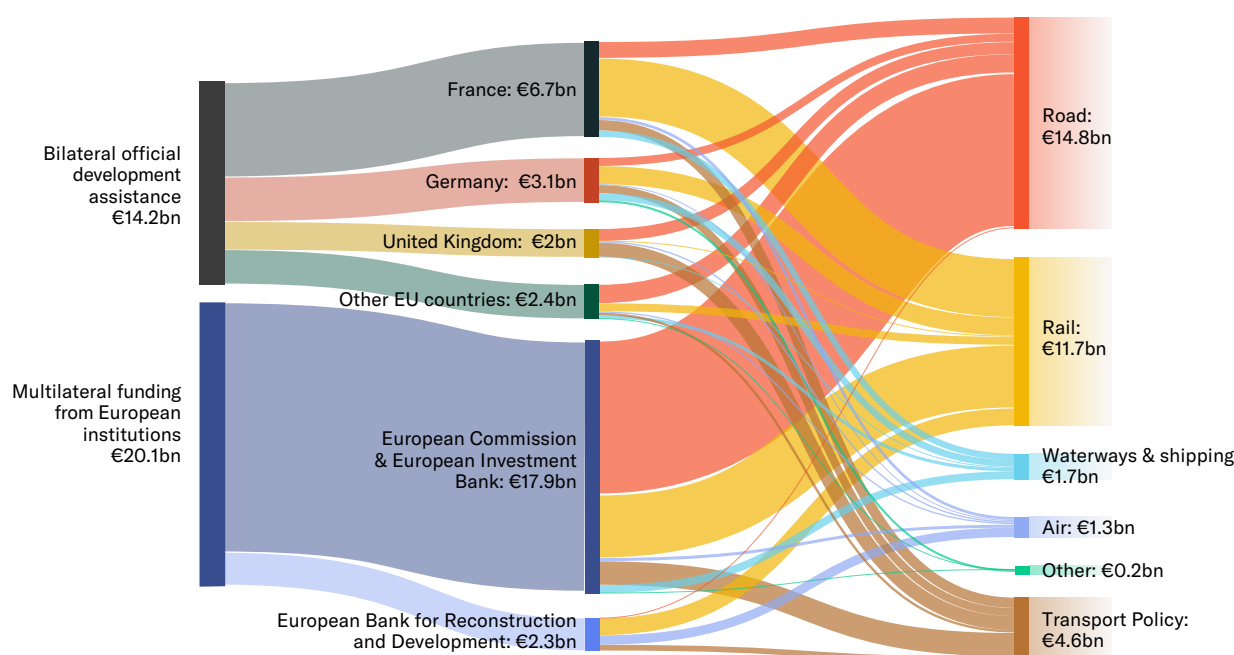 Bilateral official
development
assistance
€14.2bn
Multilateral funding
from European
institutions
€20.1bn
France: €6.7bn
Germany: €3.1bn
United Kingdom: €2bn
Other EU countries: €2.4bn
European Commission
& European Investment
Bank: €17.9bn
European Bank for Reconstruction
and Development: €2.3bn
Road:
€14.8bn
Rail:
€11.7bn
Waterways & shipping
€1.7bn
Air: €1.3bn
Other: €0.2bn
Transport Policy:
€4.6bn